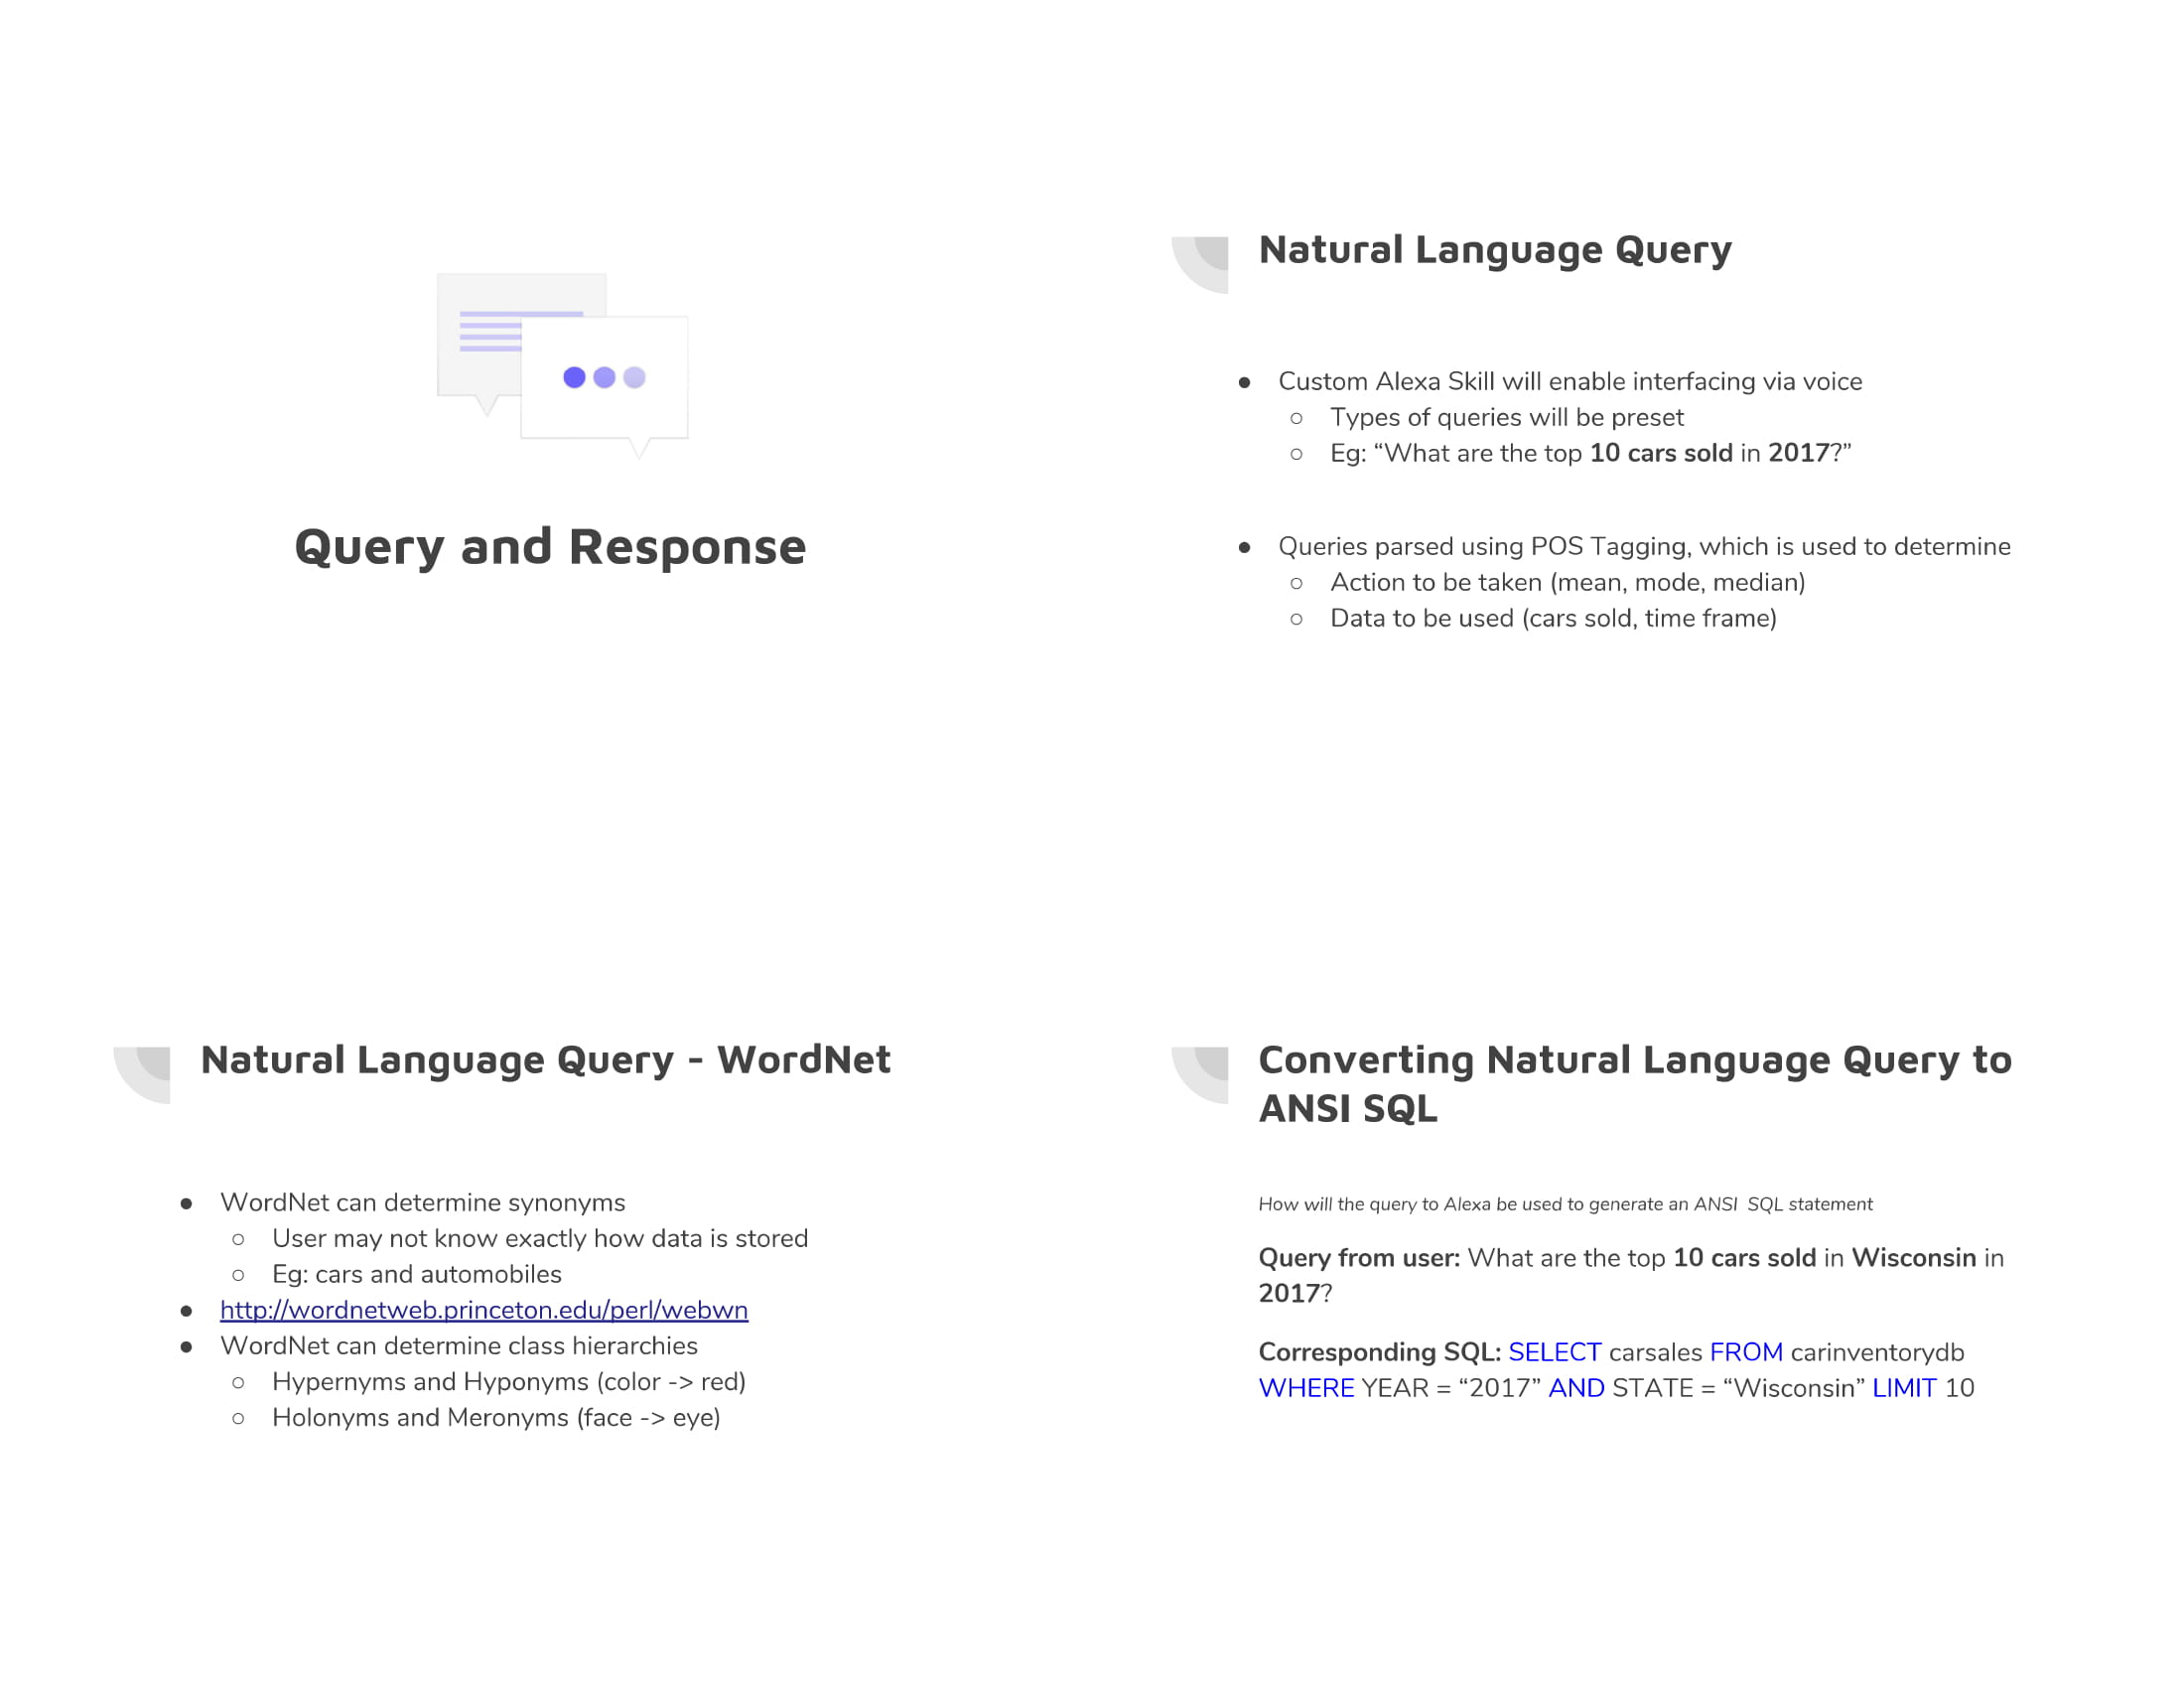 Query and Response
Natural Language Query
● Custom Alexa Skill will enable interfacing via voice
○ Types of queries will be preset
○ Eg: “What are the top 10 cars sold in 2017?”
● Queries parsed using POS Tagging, which is used to determine
○ Action to be taken (mean, mode, median)
○ Data to be used (cars sold, time frame)
Natural Language Query - WordNet
● WordNet can determine synonyms
○ User may not know exactly how data is stored
○ Eg: cars and automobiles
● http://wordnetweb.princeton.edu/perl/webwn
● WordNet can determine class hierarchies
○ Hypernyms and Hyponyms (color -> red)
○ Holonyms and Meronyms (face -> eye)
Converting Natural Language Query to
ANSI SQL
How will the query to Alexa be used to generate an ANSI SQL statement
Query from user: What are the top 10 cars sold in Wisconsin in
2017?
Corresponding SQL: SELECT carsales FROM carinventorydb
WHERE YEAR = “2017” AND STATE = “Wisconsin” LIMIT 10